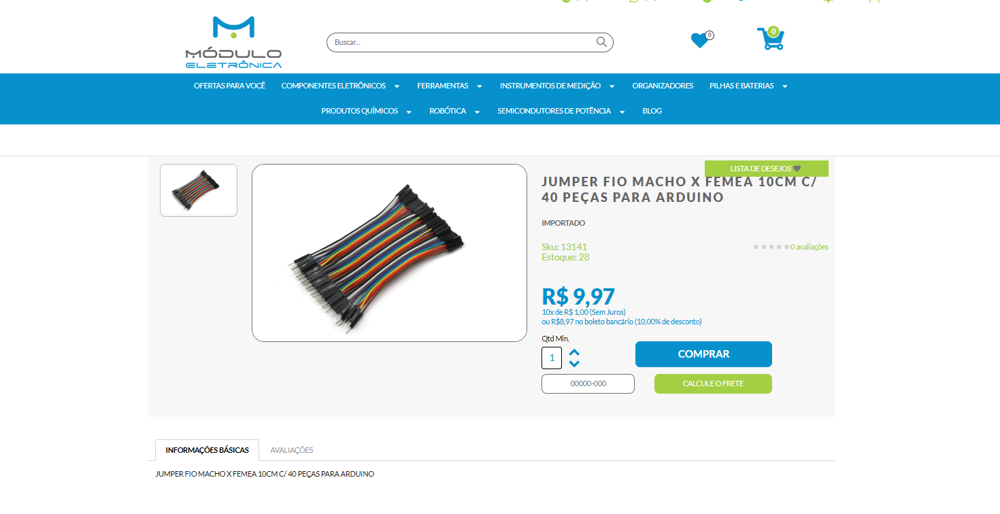 MÓDULO
ELETRÔNICA
Buscar...
0
0
OFERTAS PARA VOCÊ COMPONENTES ELETRÔNICOS FERRAMENTAS INSTRUMENTOS DE MEDIÇÃO ORGANIZADORES PILHAS E BATERIAS
PRODUTOS QUÍMICOS ROBÓTICA SEMICONDUTORES DE POTÊNCIA BLOG
LISTA DE DESEJOS
JUMPER FIO MACHO X FEMEA 10CM C/
40 PEÇAS PARA ARDUINO
IMPORTADO
Sku: 13141
0 avaliações
Estoque: 28
R$ 9,97
10x de R$ 1,00 (Sem Juros)
ou R$8,97 no boleto bancário (10,00% de desconto)
Qtd Min.
1
COMPRAR
00000-000
CALCULE O FRETE
INFORMAÇÕES BÁSICAS AVALIAÇÕES
JUMPER FIO MACHO X FEMEA 10CM C/ 40 PEÇAS PARA ARDUINO